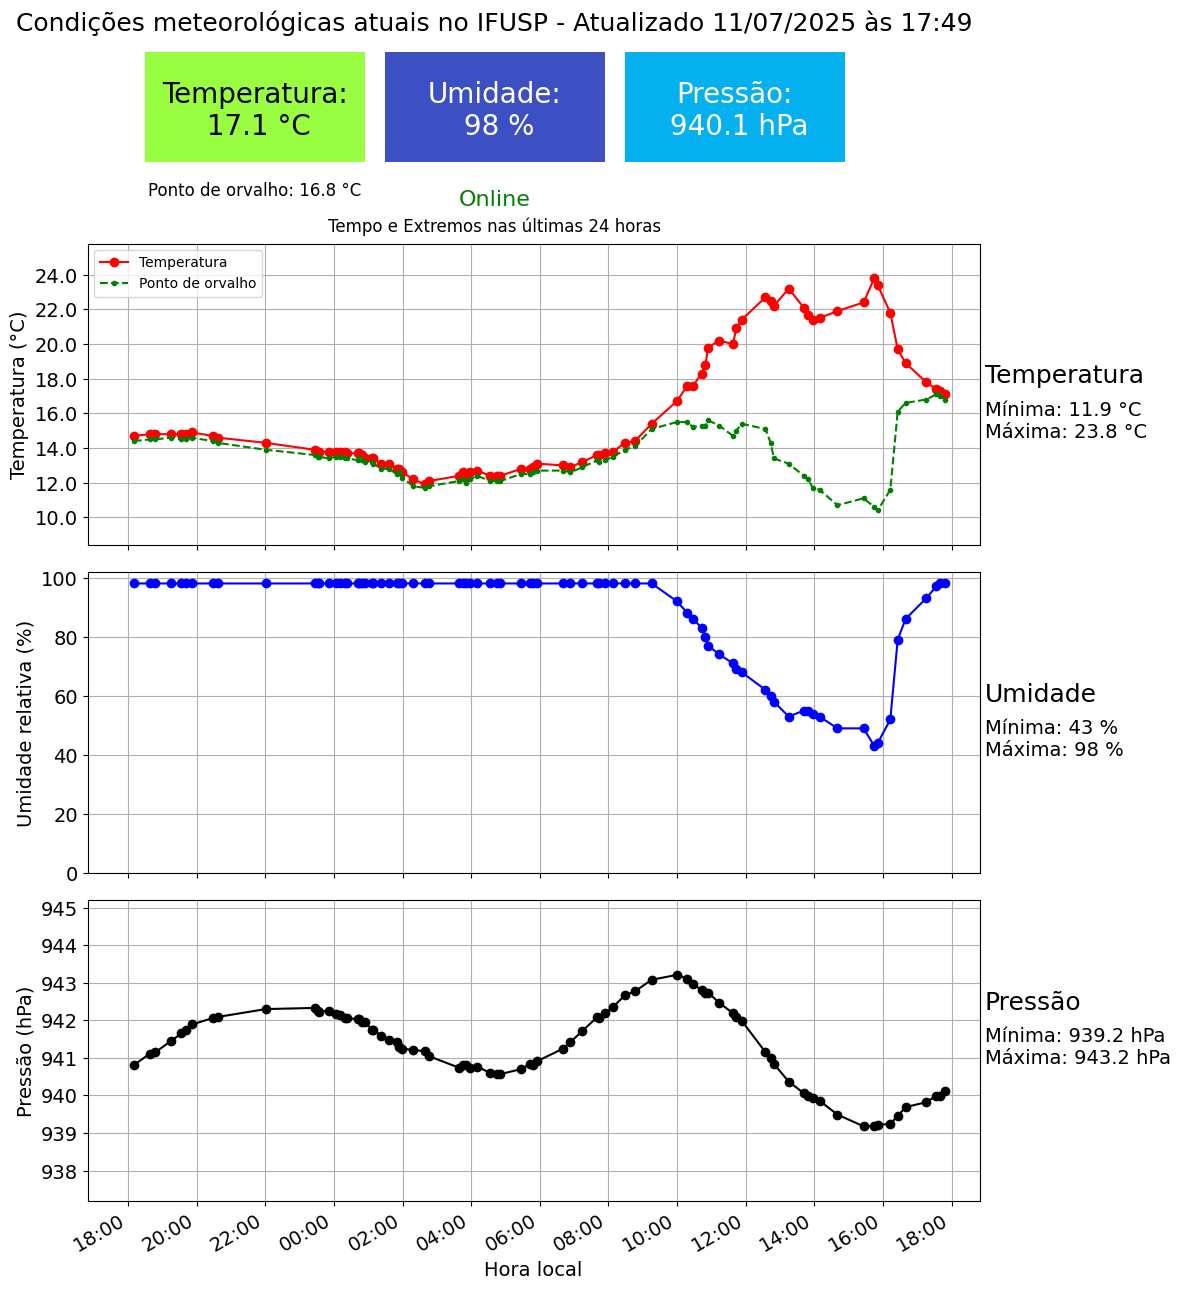 Condições meteorológicas atuais no IFUSP - Atualizado 11/07/2025 às 17:49
Temperatura:
17.1 °C
Umidade:
98 %
Pressão:
940.1 hPa
Ponto de orvalho: 16.8 °C
Online
Tempo e Extremos nas últimas 24 horas
Temperatura
Ponto de orvalho
Temperatura (°C)
24.0
22.0
20.0
18.0
16.0
14.0
12.0
10.0
Temperatura
Mínima: 11.9 °C
Máxima: 23.8 °C
Umidade relativa (%)
100
80
60
40
20
0
Umidade
Mínima: 43 %
Máxima: 98 %
Pressão (hPa)
945
944
943
942
941
940
939
938
Pressão
Mínima: 939.2 hPa
Máxima: 943.2 hPa
18:00
20:00
22:00
00:00
02:00
04:00
06:00
08:00
10:00
12:00
14:00
16:00
18:00
Hora local